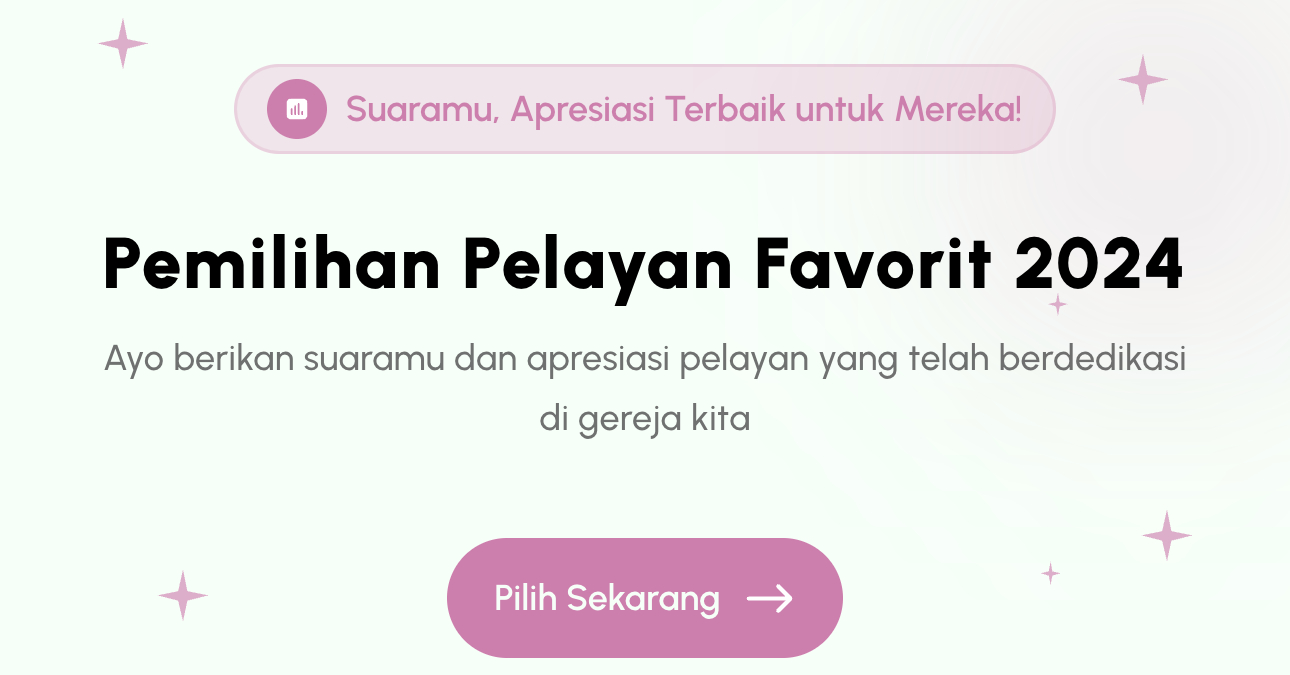 Suaramu, Apresiasi Terbaik untuk Mereka!
Pemilihan Pelayan Favorit 2024
Ayo berikan suaramu dan apresiasi pelayan yang telah berdedikasi
di gereja kita
Pilih Sekarang